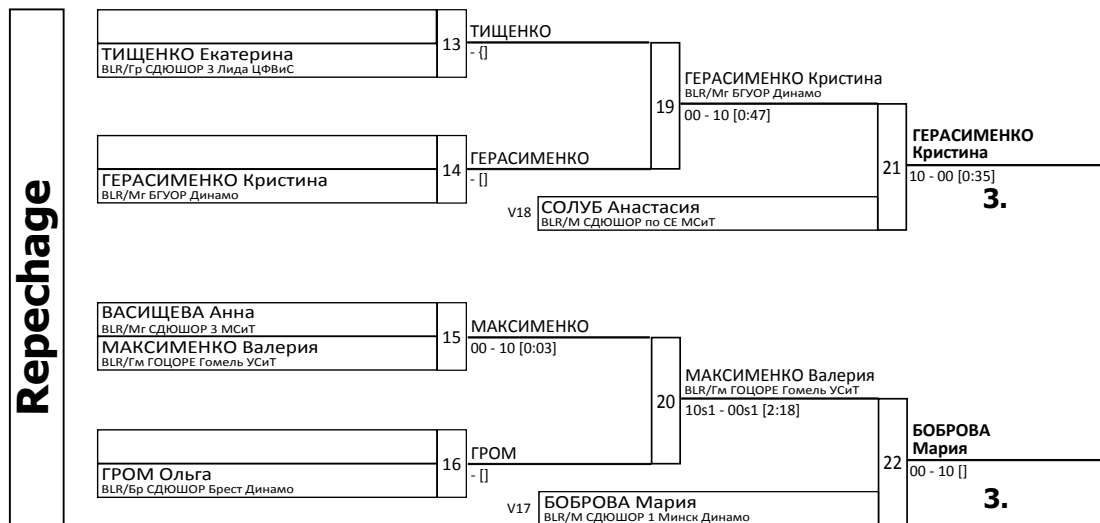 Repechage
ТИЩЕНКО Екатерина
BLR/Гр СДЮШОР 3 Лида ЦФВиС
13
ТИЩЕНКО
- {]
ГЕРАСИМЕНКО Кристина
BLR/Мг БГУОР Динамо
14
ГЕРАСИМЕНКО
- []
19
ГЕРАСИМЕНКО Кристина
BLR/Мг БГУОР Динамо
00 - 10 [0:47]
V18
СОЛУБ Анастасия
BLR/М СДЮШОР по СЕ МСиТ
21
ГЕРАСИМЕНКО
Кристина
10 - 00 [0:35]
3.
ВАСИЩЕВА Анна
BLR/Мг СДЮШОР 3 МСиТ
МАКСИМЕНКО Валерия
BLR/Гм ГОЦОРЕ Гомель УСиТ
15
МАКСИМЕНКО
00 - 10 [0:03]
ГРОМ Ольга
BLR/Бр СДЮШОР Брест Динамо
16
ГРОМ
- []
20
МАКСИМЕНКО Валерия
BLR/Гм ГОЦОРЕ Гомель УСиТ
10s1 - 00s1 [2:18]
V17
БОБРОВА Мария
BLR/М СДЮШОР 1 Минск Динамо
22
БОБРОВА
Мария
00 - 10 []
3.